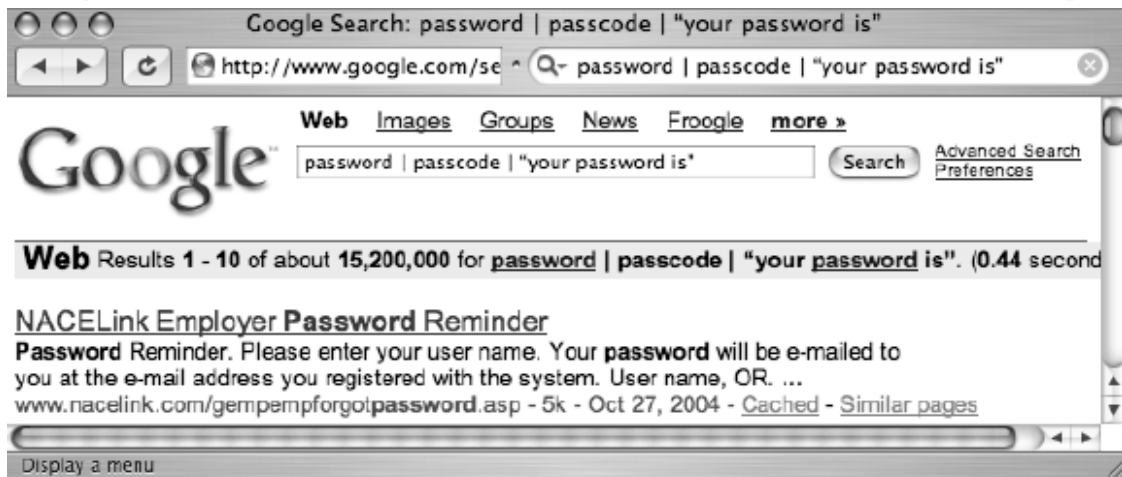 Google Search: password | passcode | “your password is”
http://www.google.com/se
password | passcode | “your password is”
Web Images Groups News Froogle more »
Google™
password | passcode | "your password is"
Search
Advanced Search
Preferences
Web Results 1 - 10 of about 15,200,000 for password | passcode | “your password is”. (0.44 second
NACELink Employer Password Reminder
Password Reminder. Please enter your user name. Your password will be e-mailed to
you at the e-mail address you registered with the system. User name, OR. ...
www.nacelink.com/gempempforgotpassword.asp - 5k - Oct 27, 2004 - Cached - Similar pages
Display a menu